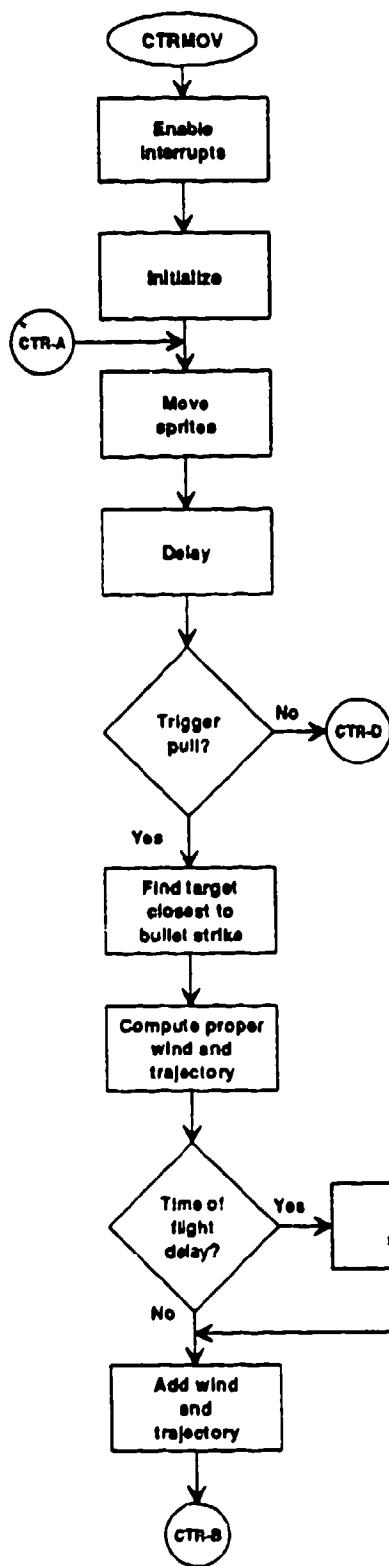 CTRMOV
Enable
interrupts
Initialize
CTR-A
Move
sprites
Delay
Trigger
pull?
No
CTR-D
Yes
Find target
closest to
bullet strike
Compute proper
wind and
trajectory
Time of
flight
delay?
Yes
No
Add wind
and
trajectory
CTR-B